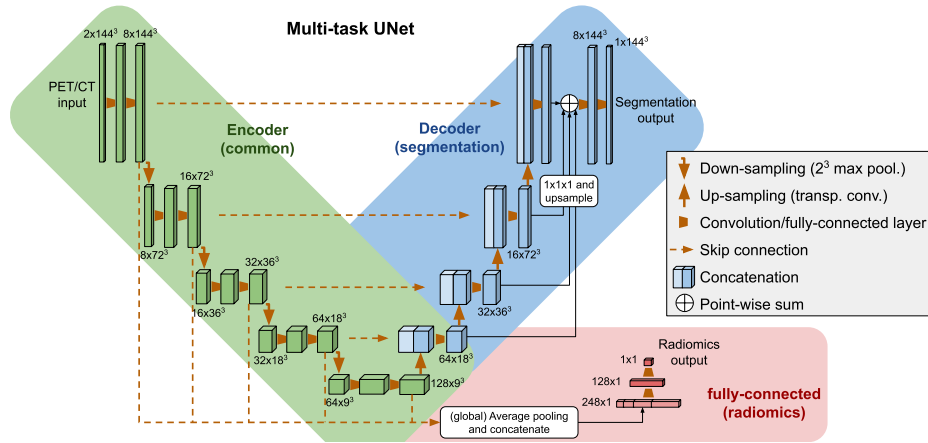 Multi-task UNet
2x144³ 8x144³
PET/CT
input
Encoder
(common)
Decoder
(segmentation)
8x144³
1x144³
Segmentation
output
16x72³
8x72³
32x36³
16x36³
64x18³
32x18³
64x9³
128x9³
64x18³
32x36³
16x72³
1x1x1 and
upsample
Down-sampling (2³ max pool.)
Up-sampling (transp. conv.)
Convolution/fully-connected layer
Skip connection
Concatenation
Point-wise sum
Radiomics
output
1x1
128x1
248x1
fully-connected
(radiomics)
(global) Average pooling
and concatenate